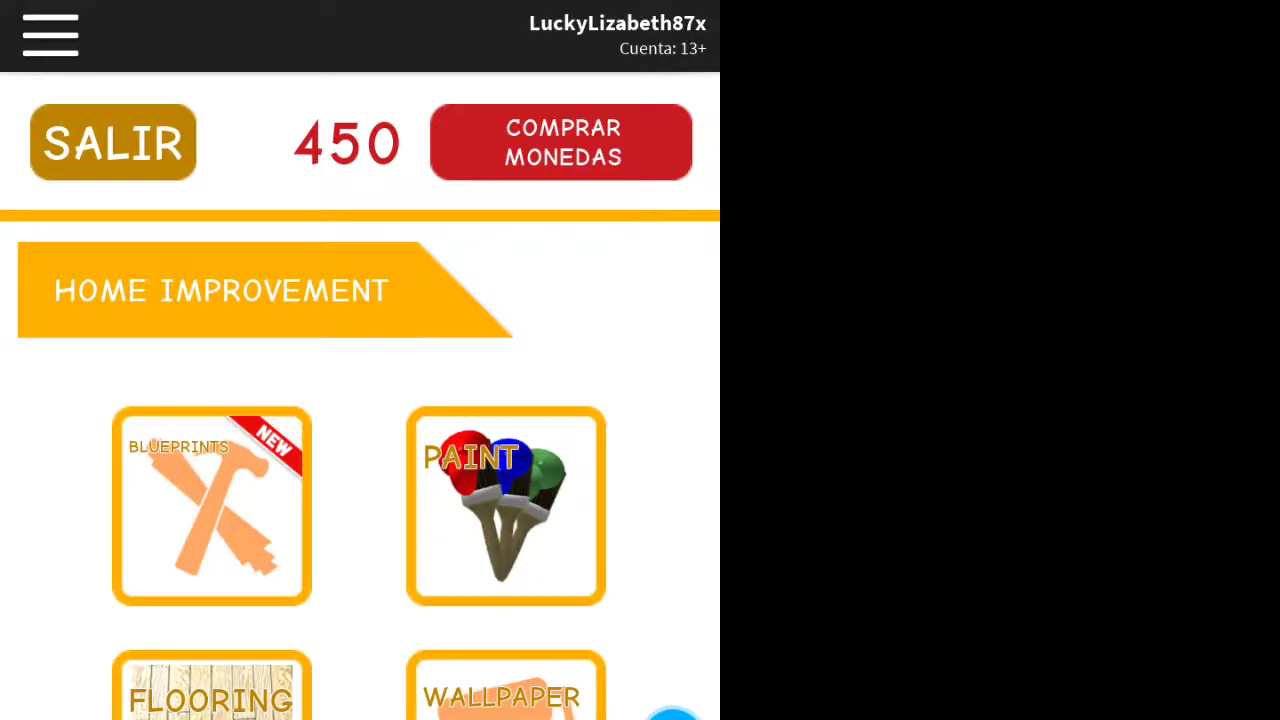 LuckyLizabeth87x
Cuenta: 13+
SALIR
450
COMPRAR
MONEDAS
HOME IMPROVEMENT
BLUEPRINTS
NEW
PAINT
FLOORING
WALLPAPER